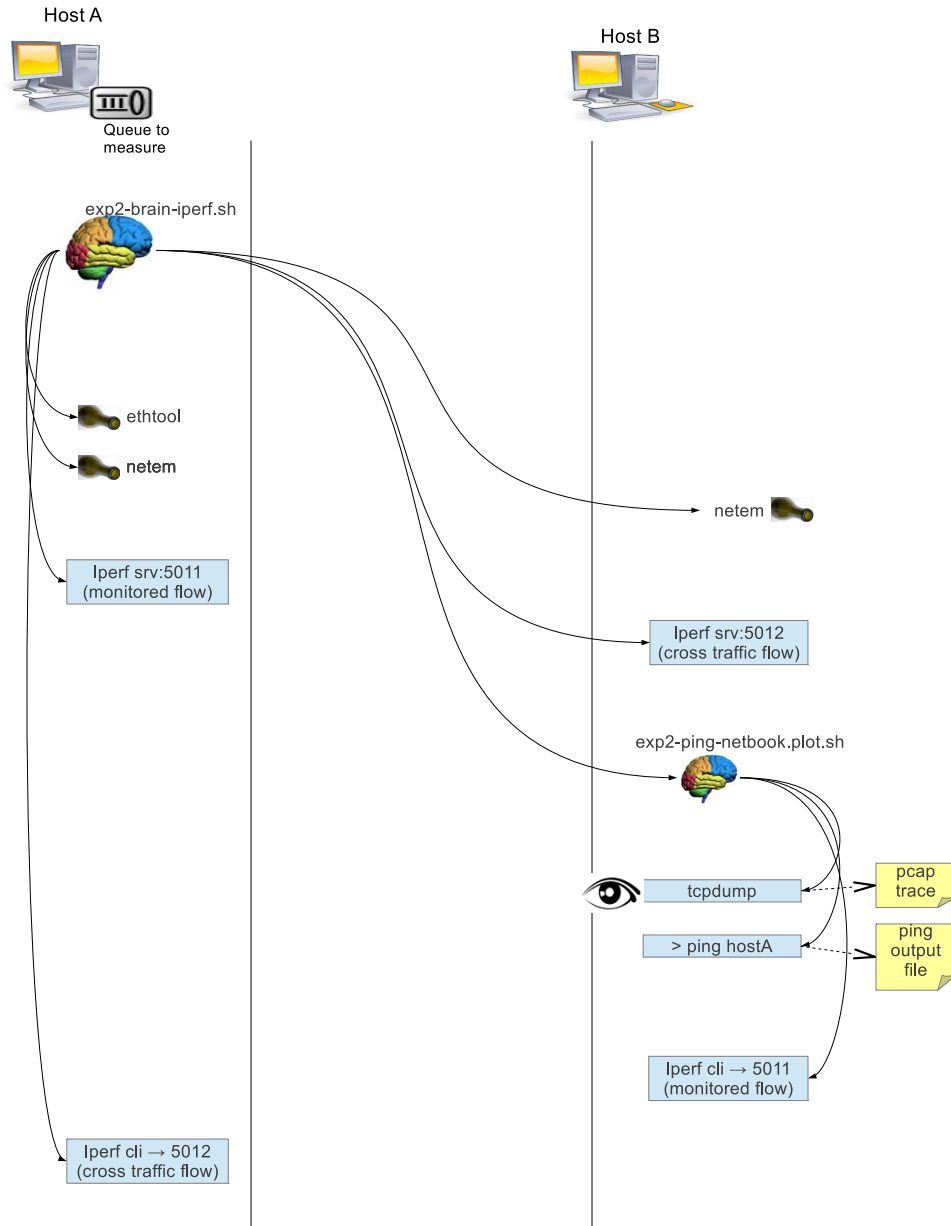 Host A
Host B
Queue to
measure
exp2-brain-iperf.sh
ethtool
netem
netem
Iperf srv:5011
(monitored flow)
Iperf srv:5012
(cross traffic flow)
exp2-ping-netbook.plot.sh
tcpdump
pcap
trace
> ping hostA
ping
output
file
Iperf cli → 5011
(monitored flow)
Iperf cli → 5012
(cross traffic flow)